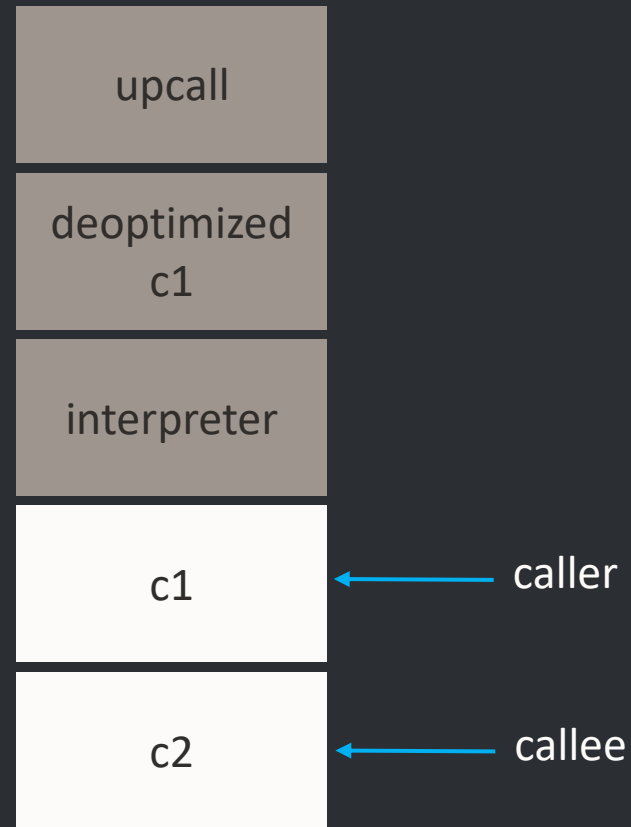 upcall
deoptimized
c1
interpreter
c1
caller
c2
callee